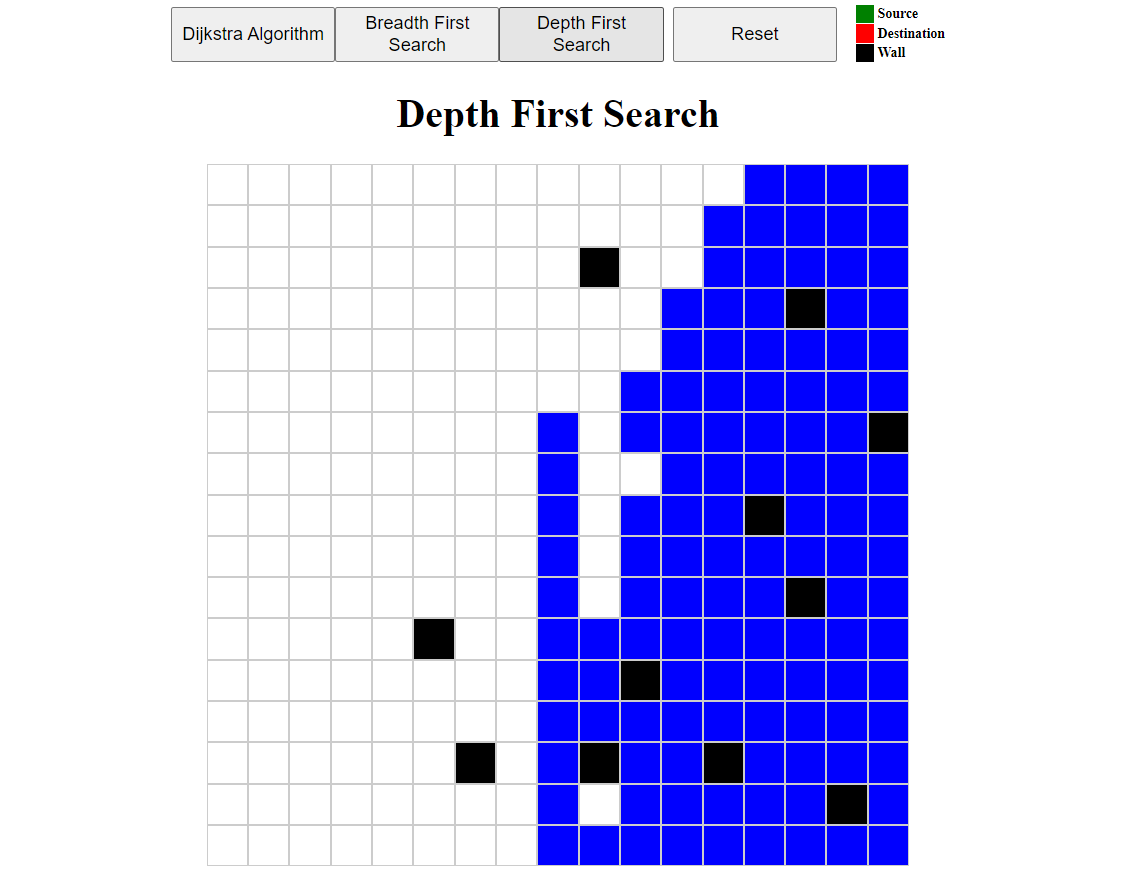 Dijkstra Algorithm
Breadth First
Search
Depth First
Search
Reset
Source
Destination
Wall
Depth First Search